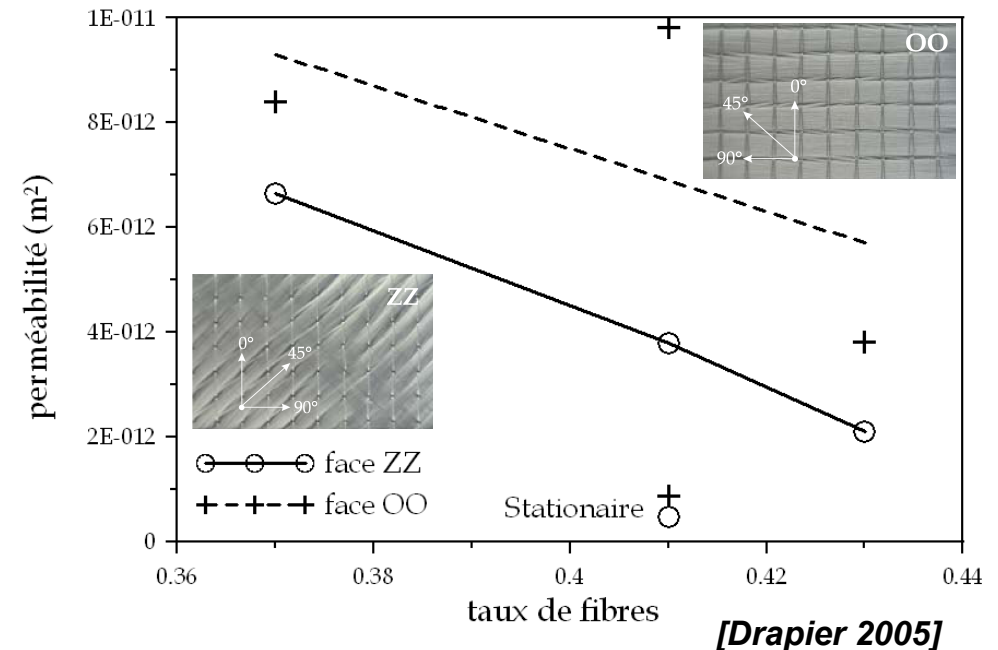 1E-011
8E-012
6E-012
4E-012
2E-012
0
perméabilité (m²)
OO
0°
45°
90°
ZZ
0°
45°
90°
face ZZ
face OO
Stationaire
0.36
0.38
0.4
0.42
0.44
taux de fibres
[Drapier 2005]